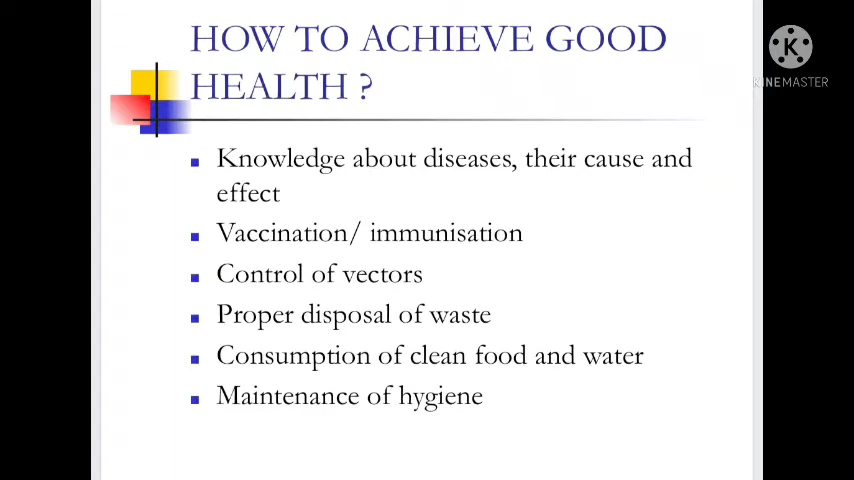 HOW TO ACHIEVE GOOD
HEALTH ?
K
KINEMASTER
Knowledge about diseases, their cause and
effect
Vaccination/ immunisation
Control of vectors
Proper disposal of waste
Consumption of clean food and water
Maintenance of hygiene